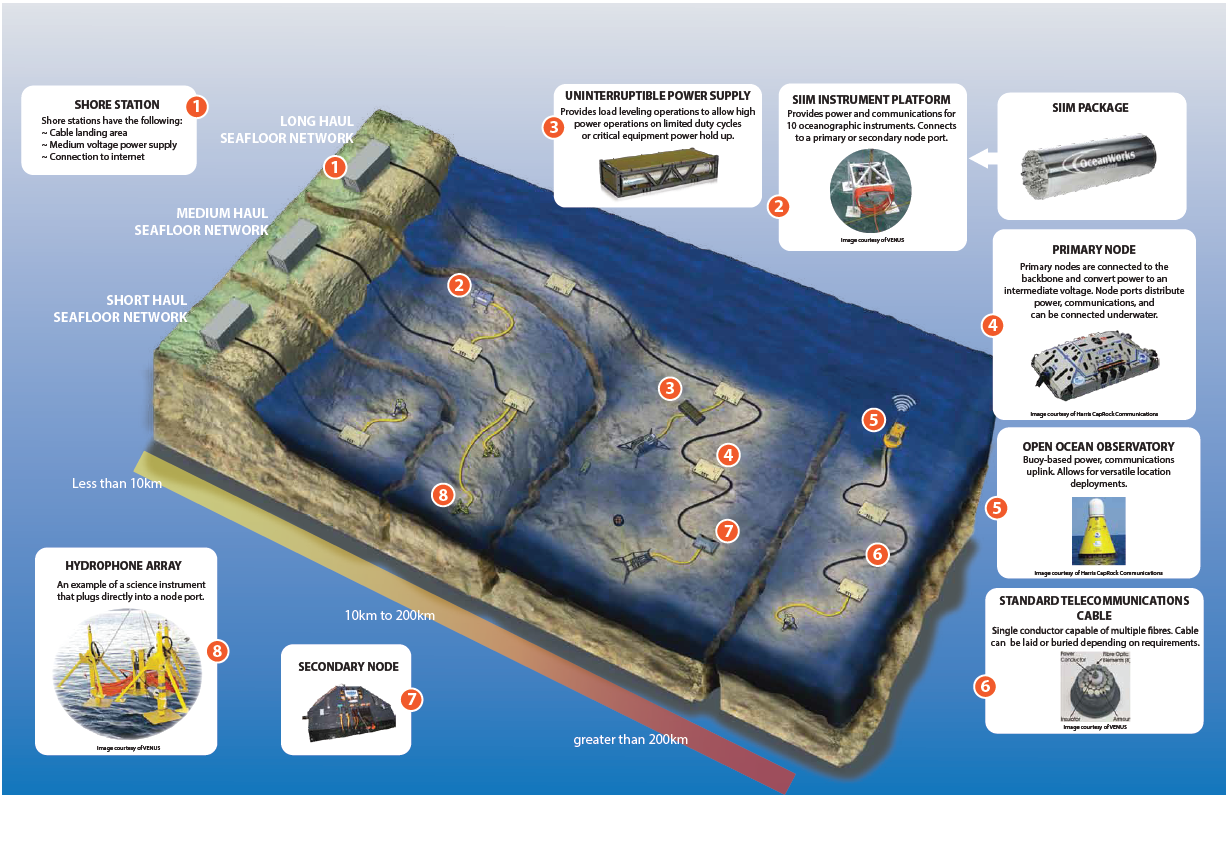 SHORE STATION
1
Shore stations have the following:
~ Cable landing area
~ Medium voltage power supply
~ Connection to internet
LONG HAUL
SEAFLOOR NETWORK
1
MEDIUM HAUL
SEAFLOOR NETWORK
SHORT HAUL
SEAFLOOR NETWORK
UNINTERRUPTIBLE POWER SUPPLY
Provides load leveling operations to allow high
power operations on limited duty cycles
or critical equipment power hold up.
3
SIIM INSTRUMENT PLATFORM
Provides power and communications for
10 oceanographic instruments. Connects
to a primary or secondary node port.
2
Image courtesy of VENUS
SIIM PACKAGE
OceanWorks
PRIMARY NODE
Primary nodes are connected to the
backbone and convert power to an
intermediate voltage. Node ports distribute
power, communications, and
can be connected underwater.
4
Image courtesy of Harris CapRock Communications
OPEN OCEAN OBSERVATORY
Buoy-based power, communications
uplink. Allows for versatile location
deployments.
5
Image courtesy of Harris CapRock Communications
STANDARD TELECOMMUNICATIONS
CABLE
Single conductor capable of multiple fibres. Cable
can be laid or buried depending on requirements.
6
Power
Conductor
Fibre Optic
Elements (8)
Insulator
Armour
Image courtesy of VENUS
2
3
4
5
6
7
8
Less than 10km
10km to 200km
greater than 200km
HYDROPHONE ARRAY
An example of a science instrument
that plugs directly into a node port.
8
Image courtesy of VENUS
SECONDARY NODE
7